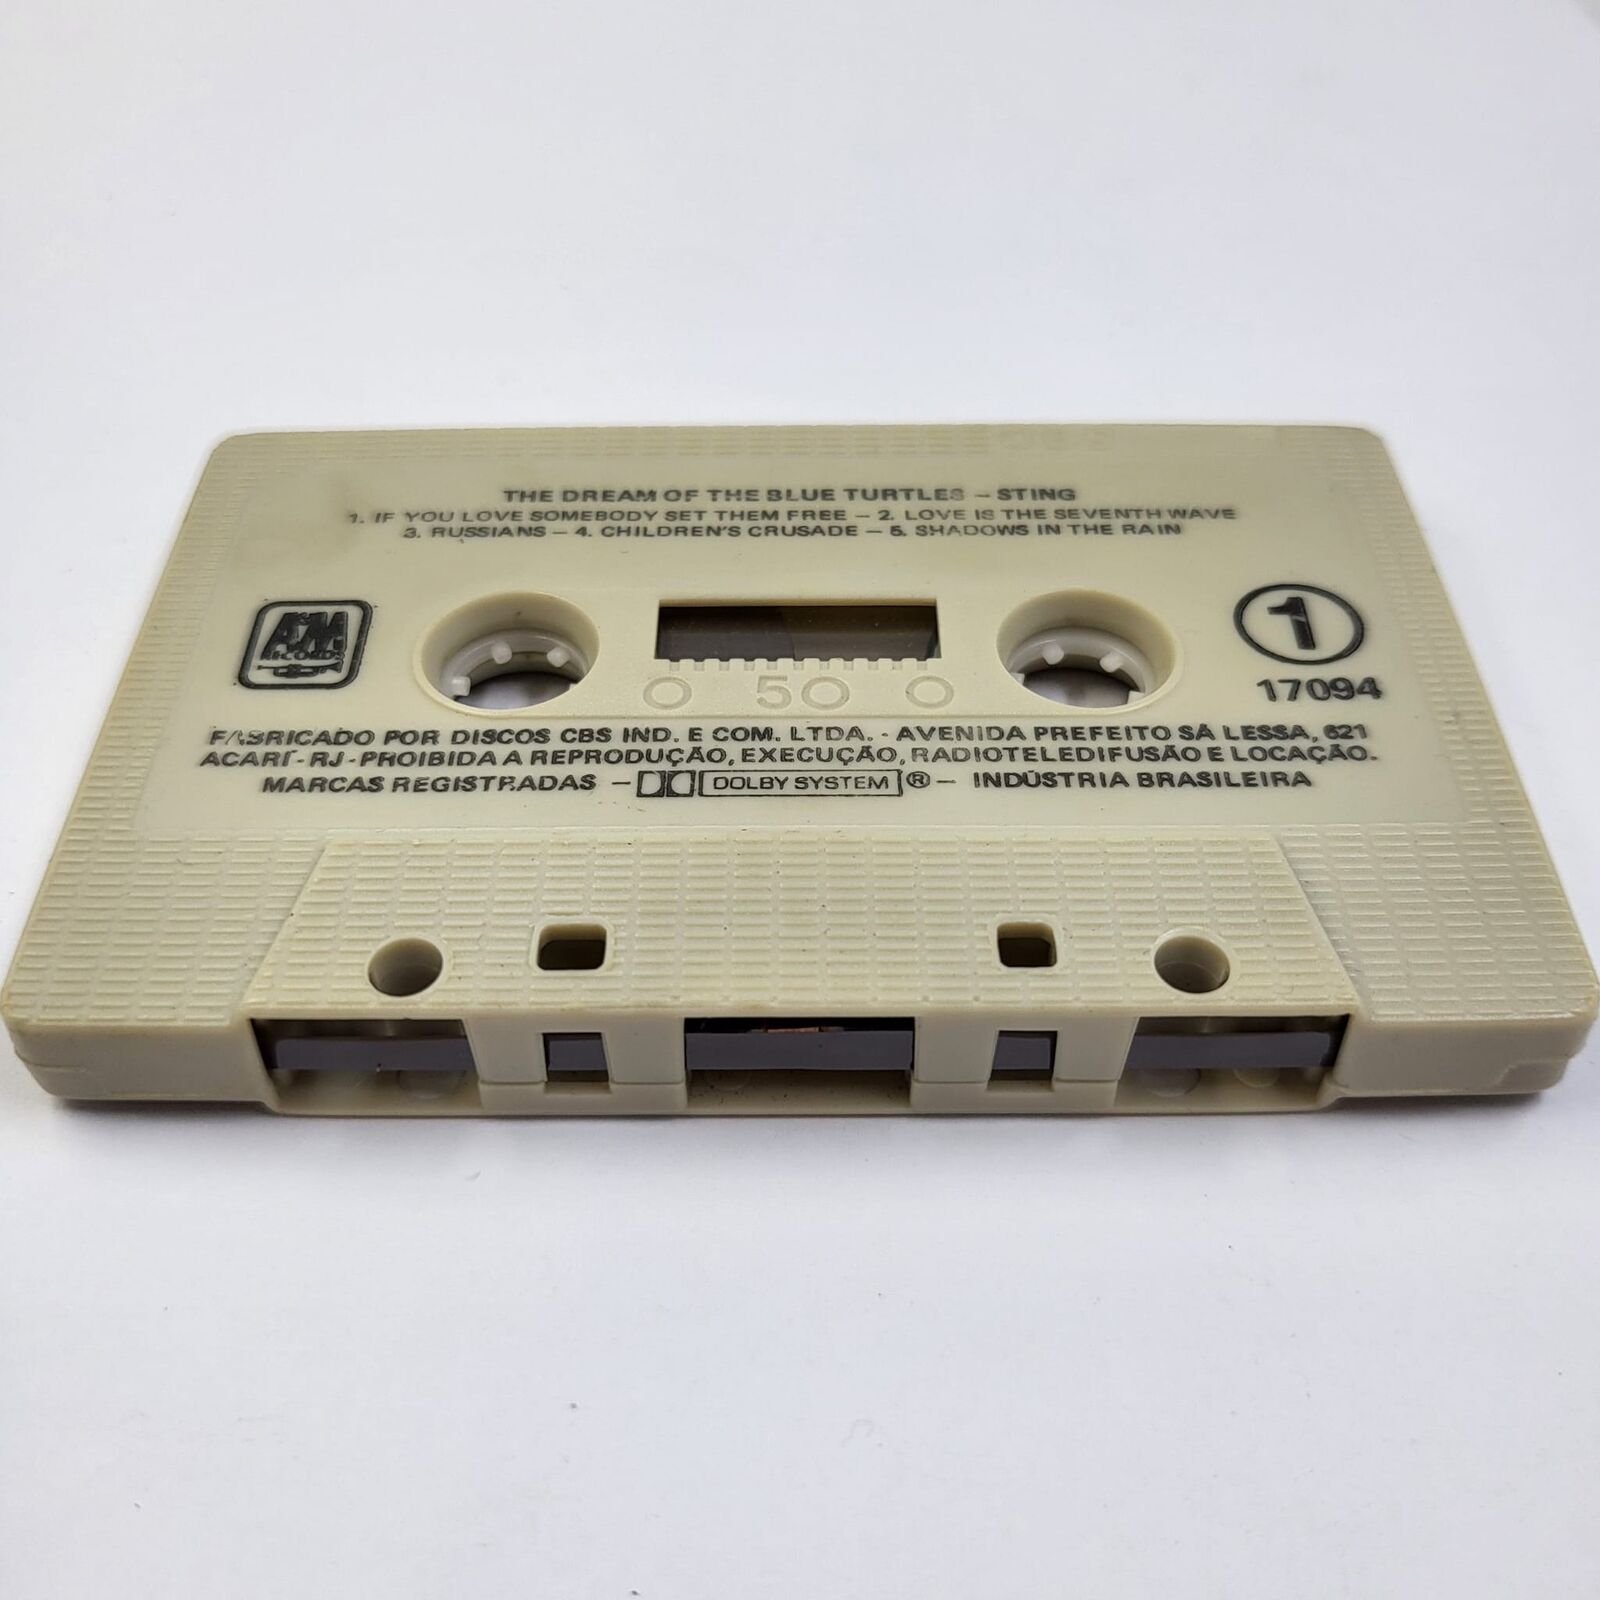 THE DREAM OF THE BLUE TURTLES – STING
1. IF YOU LOVE SOMEBODY SET THEM FREE – 2. LOVE IS THE SEVENTH WAVE
3. RUSSIANS – 4. CHILDREN'S CRUSADE – 5. SHADOWS IN THE RAIN
A&M
RECORDS
1
17094
0 50 0
FABRICADO POR DISCOS CBS IND. E COM. LTDA. - AVENIDA PREFEITO SÁ LESSA, 621
ACARI - RJ - PROIBIDA A REPRODUÇÃO, EXECUÇÃO, RADIOTELEDIFUSÃO E LOCAÇÃO.
MARCAS REGISTRADAS – DOLBY SYSTEM ® – INDÚSTRIA BRASILEIRA